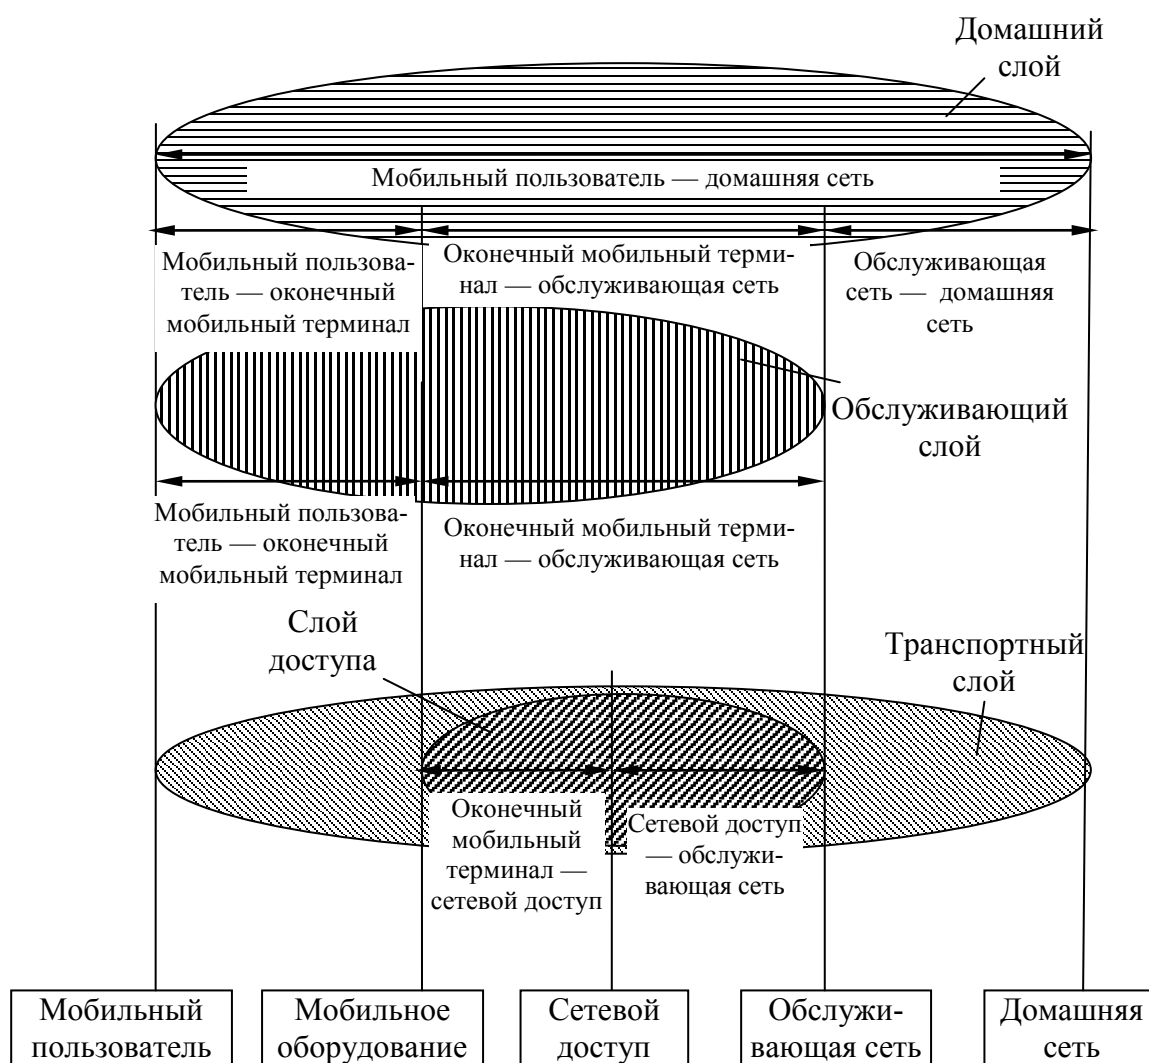 Домашний
слой
Мобильный пользователь — домашняя сеть
Мобильный пользова-
тель — оконечный
мобильный терминал
Оконечный мобильный терми-
нал — обслуживающая сеть
Обслуживающая
сеть — домашняя
сеть
Обслуживающий
слой
Мобильный пользова-
тель — оконечный
мобильный терминал
Оконечный мобильный терми-
нал — обслуживающая сеть
Слой
доступа
Транспортный
слой
Оконечный
мобильный
терминал —
сетевой доступ
Сетевой доступ
— обслужи-
вающая сеть
Мобильный
пользователь
Мобильное
оборудование
Сетевой
доступ
Обслужи-
вающая сеть
Домашняя
сеть